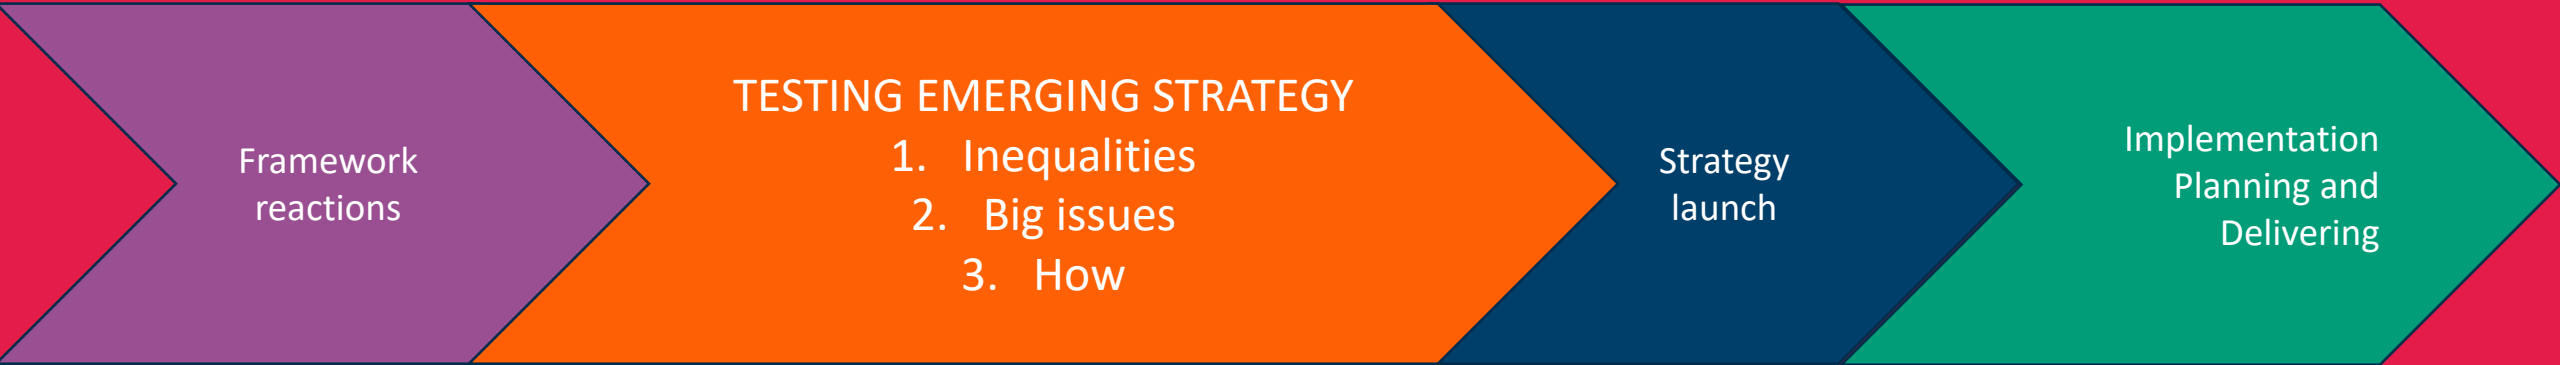 Framework
reactions
TESTING EMERGING STRATEGY
1. Inequalities
2. Big issues
3. How
Strategy
launch
Implementation
Planning and
Delivering